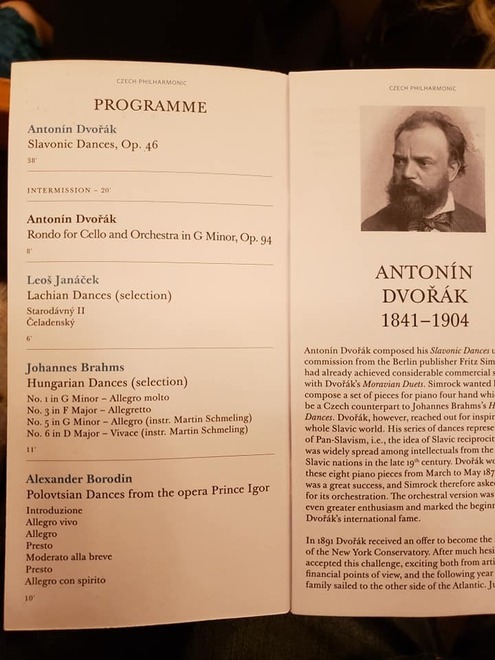 CZECH PHILHARMONIC
PROGRAMME
Antonín Dvořák
Slavonic Dances, Op. 46
38'
INTERMISSION – 20'
Antonín Dvořák
Rondo for Cello and Orchestra in G Minor, Op. 94
8'
Leoš Janáček
Lachian Dances (selection)
Starodávný II
Čeladenský
6'
Johannes Brahms
Hungarian Dances (selection)
No. 1 in G Minor – Allegro molto
No. 3 in F Major – Allegretto
No. 5 in G Minor – Allegro (instr. Martin Schmeling)
No. 6 in D Major – Vivace (instr. Martin Schmeling)
11'
Alexander Borodin
Polovtsian Dances from the opera Prince Igor
Introduzione
Allegro vivo
Allegro
Presto
Moderato alla breve
Presto
Allegro con spirito
10'
CZECH PHILHARMONIC
ANTONÍN
DVOŘÁK
1841–1904
Antonín Dvořák composed his Slavonic Dances
commission from the Berlin publisher Fritz Sim
had already achieved considerable commercial s
with Dvořák's Moravian Duets. Simrock wanted
compose a set of pieces for piano four hand whic
be a Czech counterpart to Johannes Brahms's H
Dances. Dvořák, however, reached out for inspir
whole Slavic world. His series of dances represe
of Pan-Slavism, i.e., the idea of Slavic reciprocit
was widely spread among intellectuals from the
Slavic nations in the late 19th century. Dvořák wo
these eight piano pieces from March to May 187
was a great success, and Simrock therefore asked
for its orchestration. The orchestral version was
even greater enthusiasm and marked the beginn
Dvořák's international fame.
In 1891 Dvořák received an offer to become the
of the New York Conservatory. After much hesi
accepted this challenge, exciting both from arti
financial points of view, and the following year
family sailed to the other side of the Atlantic. Ju